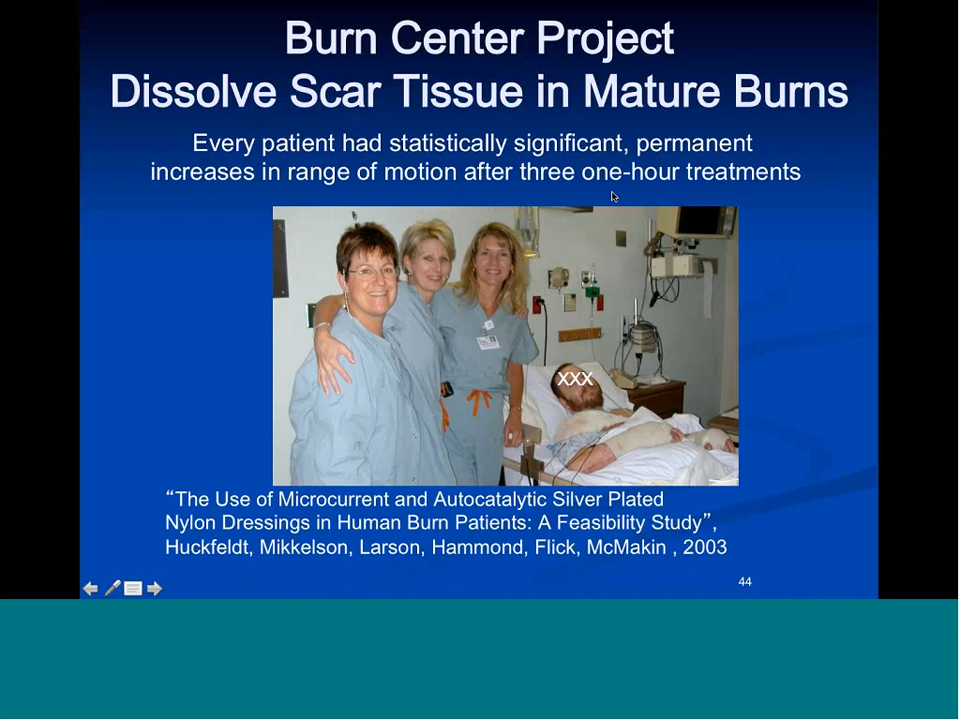 Burn Center Project
Dissolve Scar Tissue in Mature Burns
Every patient had statistically significant, permanent
increases in range of motion after three one-hour treatments
XXX
“The Use of Microcurrent and Autocatalytic Silver Plated
Nylon Dressings in Human Burn Patients: A Feasibility Study”,
Huckfeldt, Mikkelson, Larson, Hammond, Flick, McMakin , 2003
44